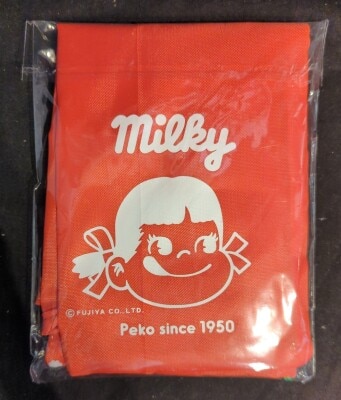 milky
© FUJIYA CO., LTD.
Peko since 1950